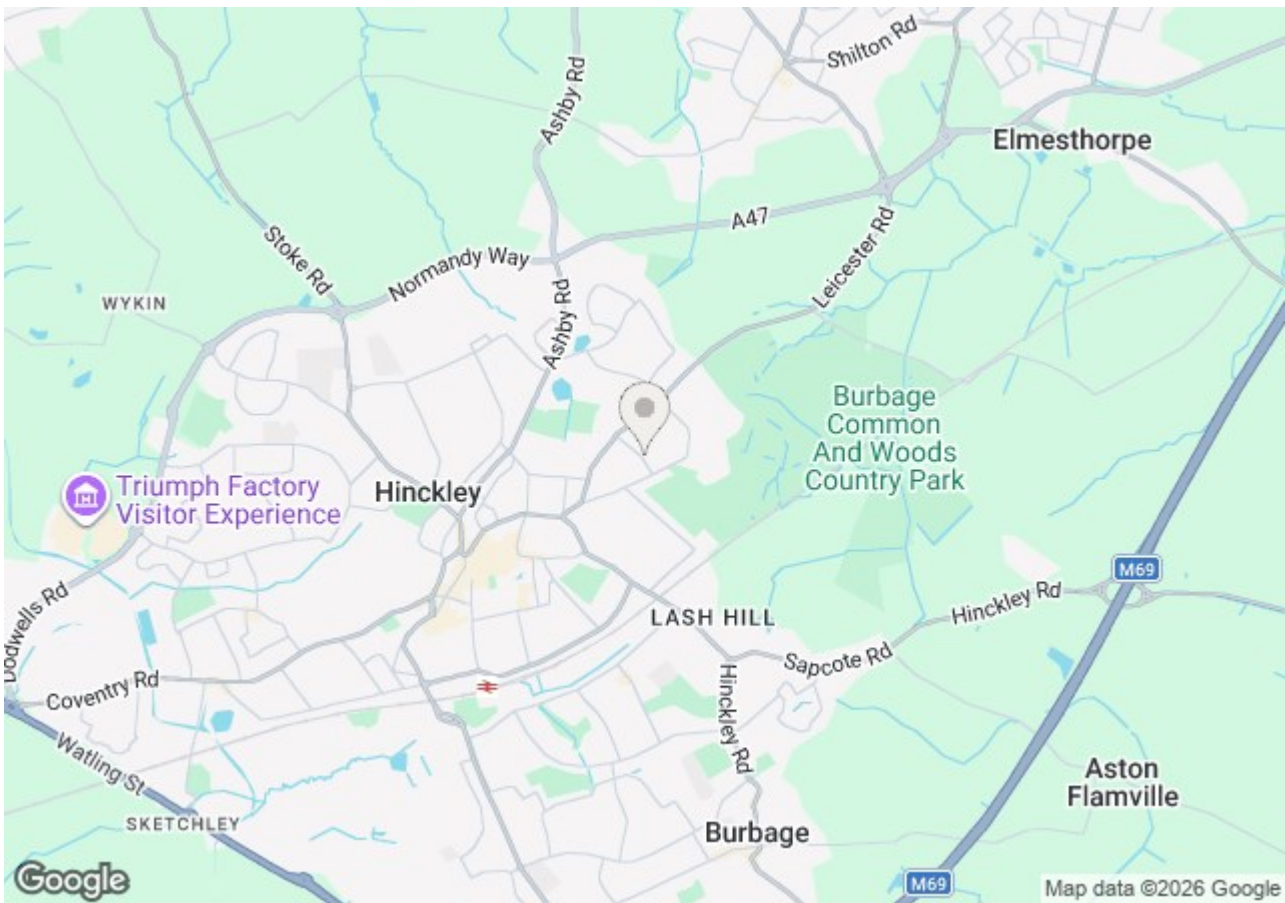 Shilton Rd
Ashby Rd
Elmesthorpe
A47
Leicester Rd
Stoke Rd
Normandy Way
WYKIN
Ashby Rd
Burbage
Common
And Woods
Country Park
Triumph Factory
Visitor Experience
Hinckley
M69
Hinckley Rd
LASH HILL
Dodwells Rd
Sapcote Rd
Coventry Rd
Hinckley Rd
Watling St
Aston
Flamville
SKETCHLEY
Burbage
Google
M69
Map data ©2026 Google